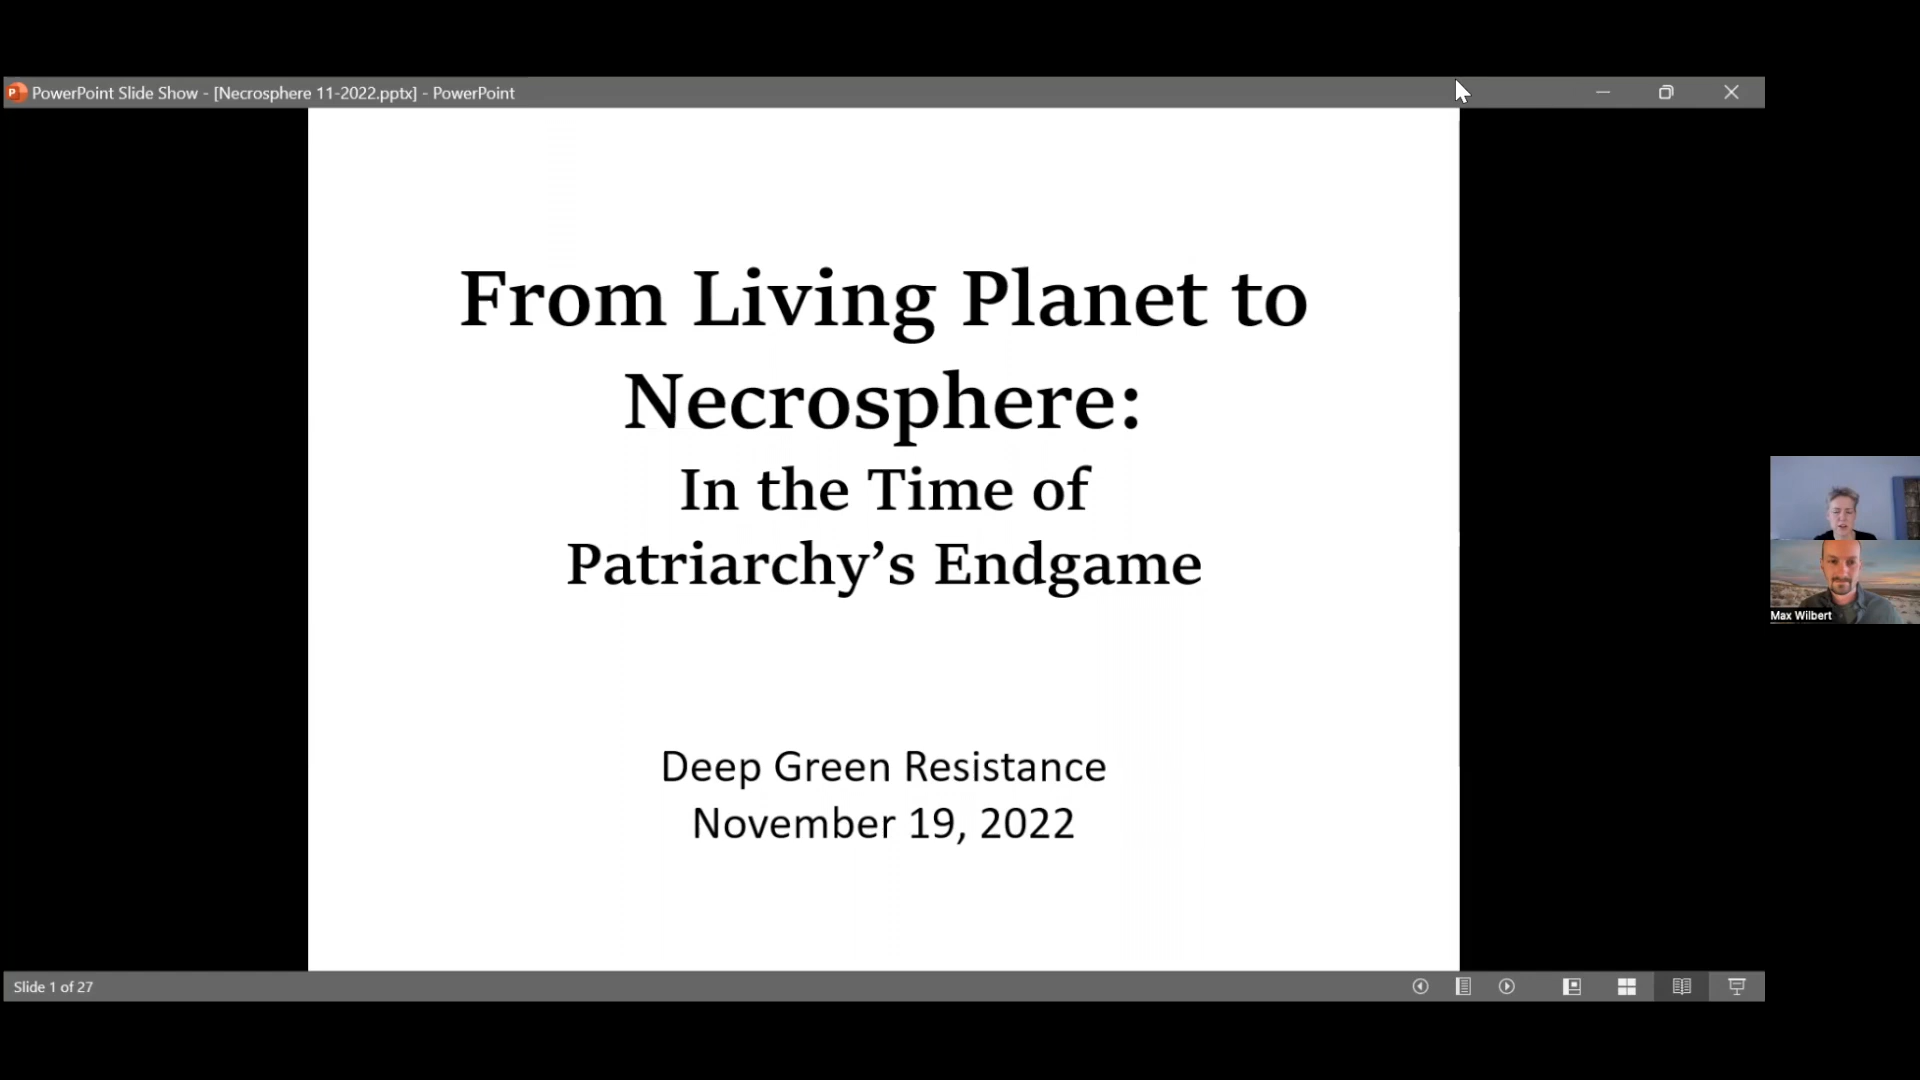 PowerPoint Slide Show - [Necrosphere 11-2022.pptx] - PowerPoint
From Living Planet to
Necrosphere:
In the Time of
Patriarchy’s Endgame
Deep Green Resistance
November 19, 2022
Max Wilbert
Slide 1 of 27